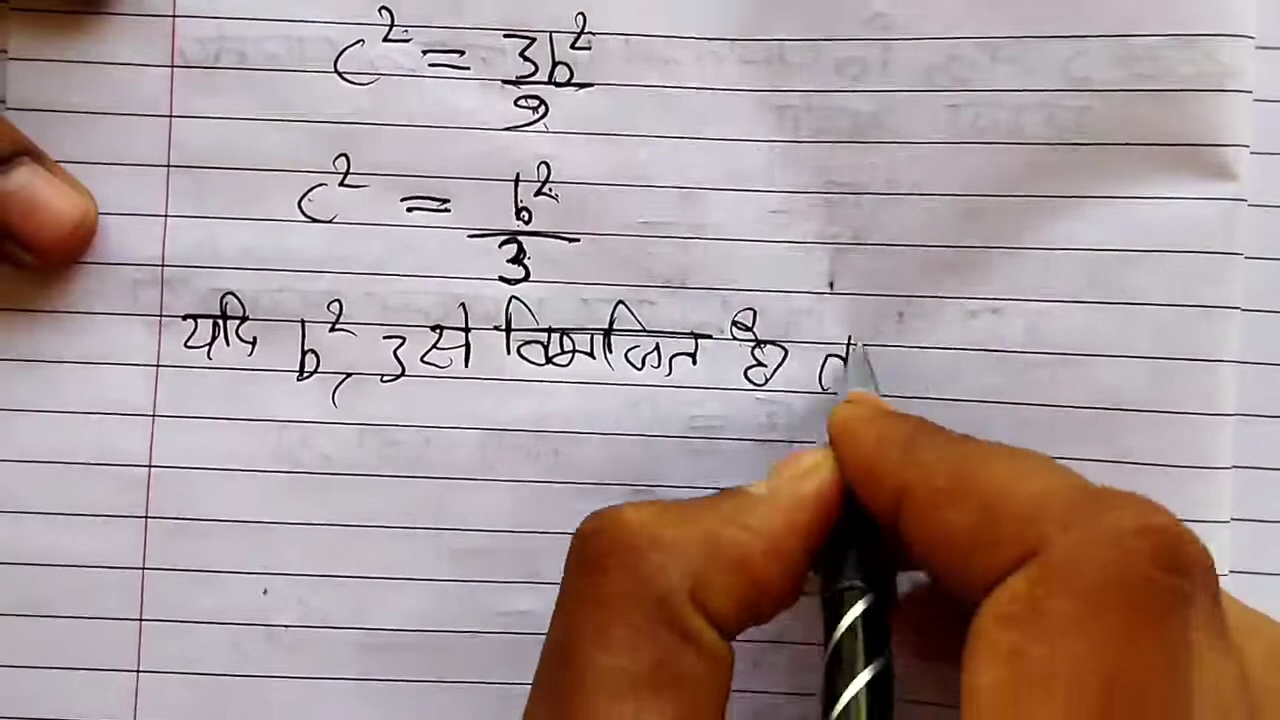 c² = 3b²/9
c² = b²/3
यदि b², 3 से विभाजित है त